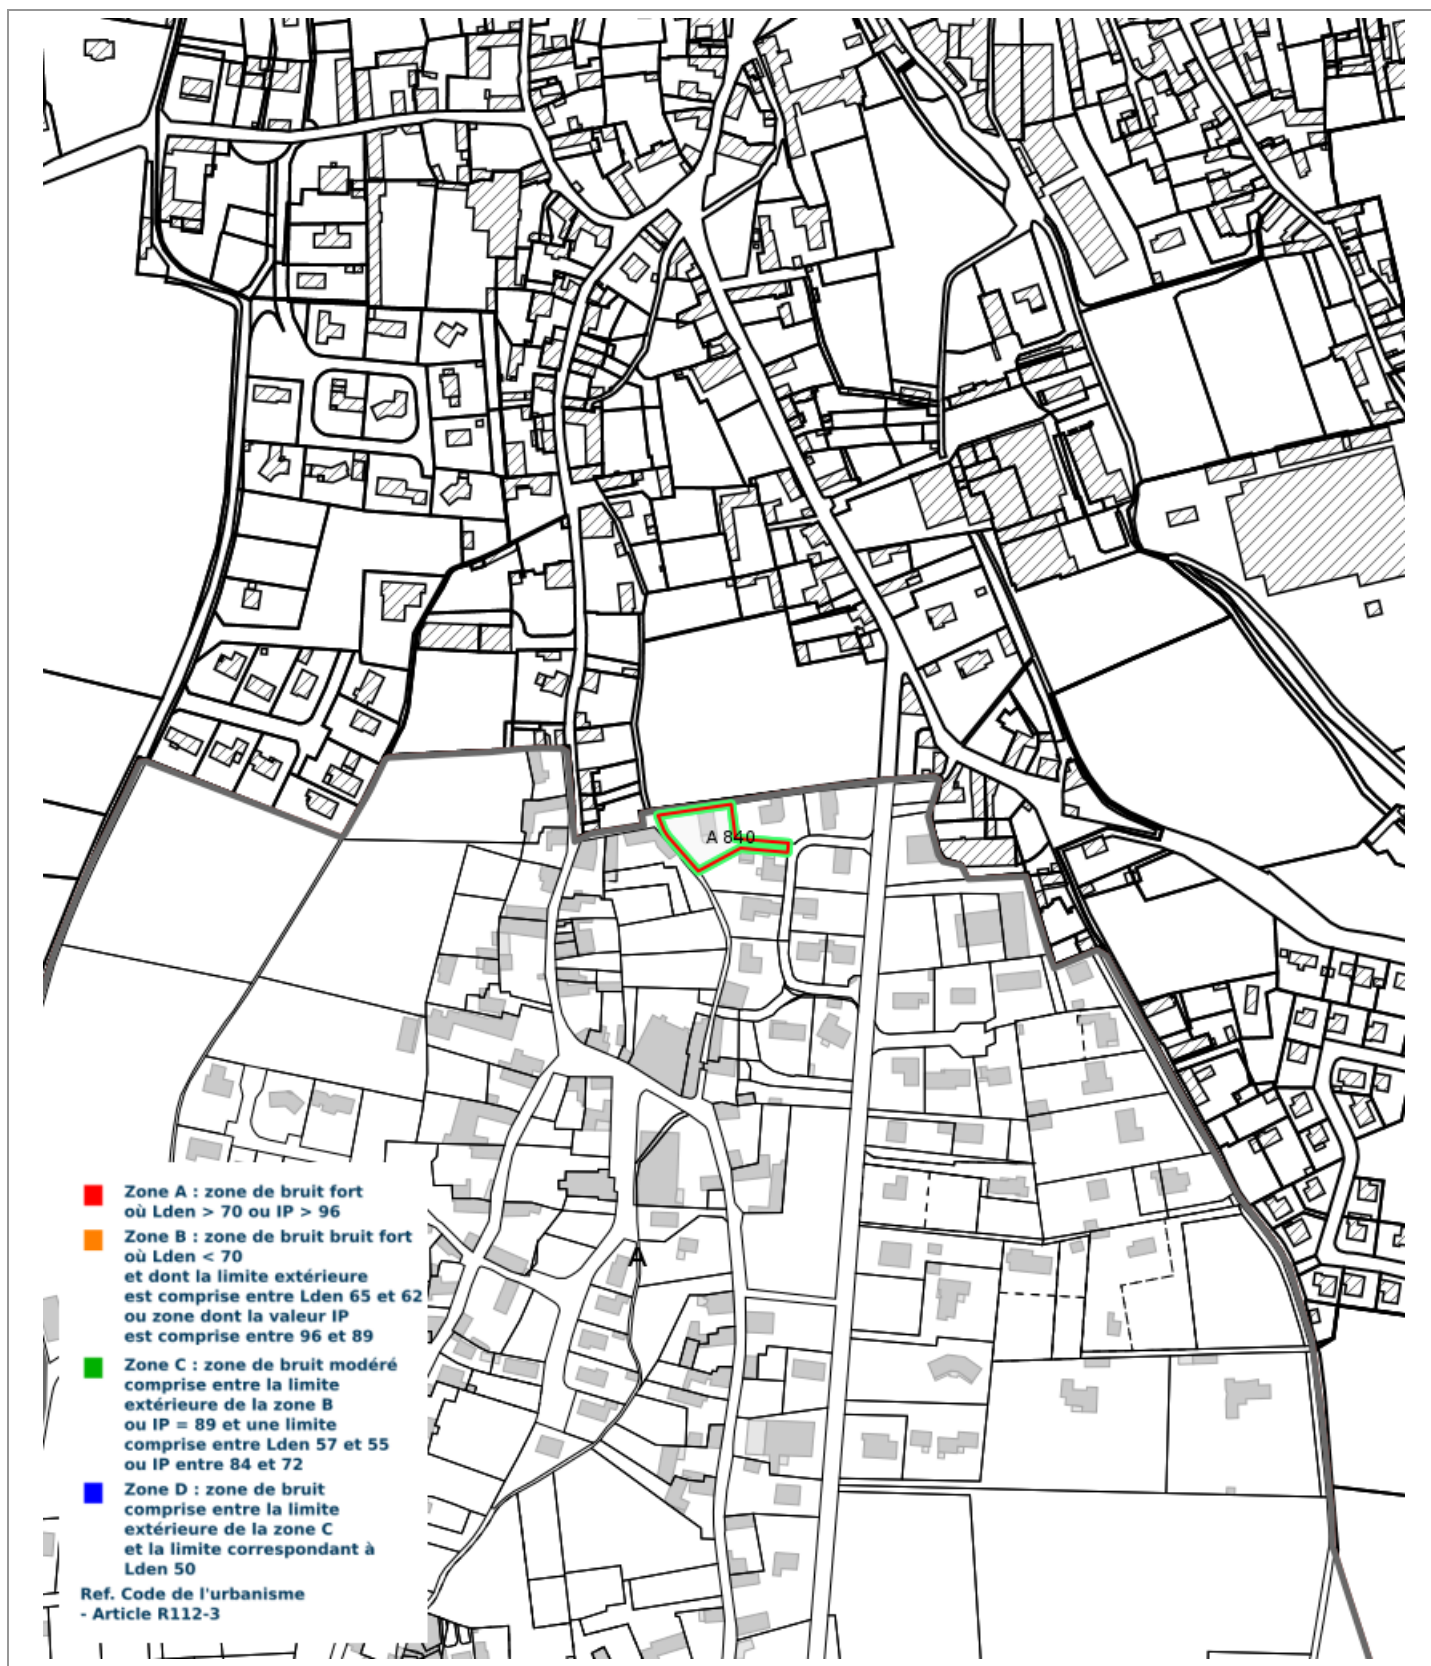 A 840
A
Zone A : zone de bruit fort
où Lden > 70 ou IP > 96
Zone B : zone de bruit bruit fort
où Lden < 70
et dont la limite extérieure
est comprise entre Lden 65 et 62
ou zone dont la valeur IP
est comprise entre 96 et 89
Zone C : zone de bruit modéré
comprise entre la limite
extérieure de la zone B
ou IP = 89 et une limite
comprise entre Lden 57 et 55
ou IP entre 84 et 72
Zone D : zone de bruit
comprise entre la limite
extérieure de la zone C
et la limite correspondant à
Lden 50
Ref. Code de l'urbanisme
- Article R112-3